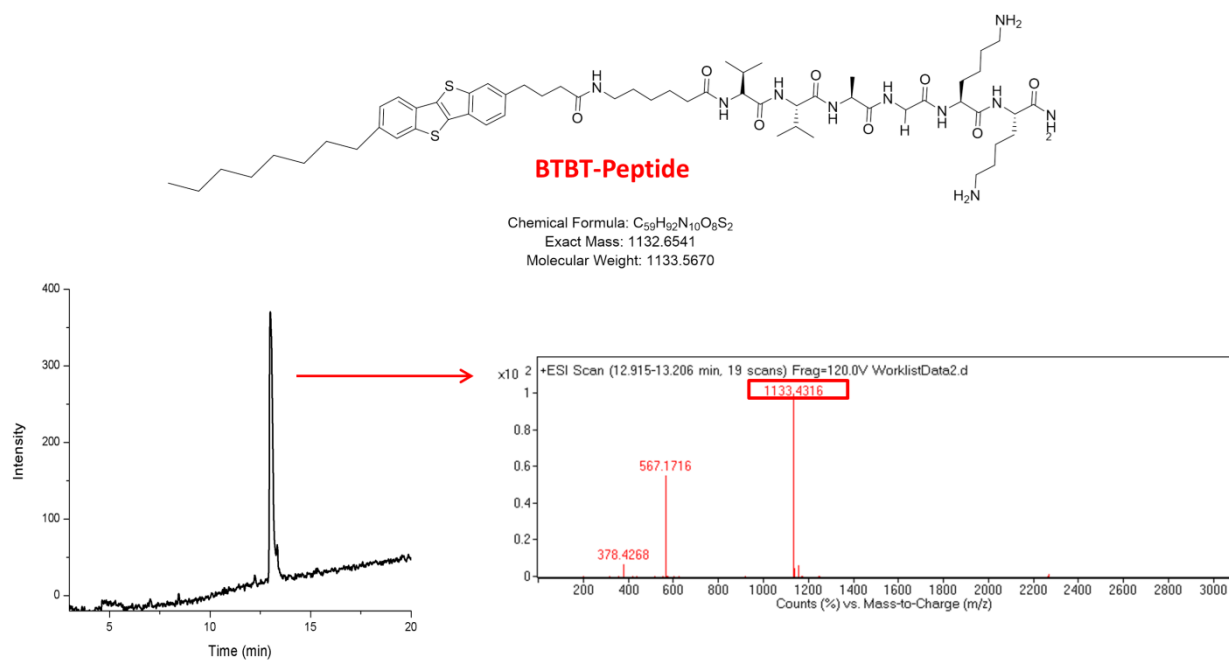 NH2
S
S
O
N
H
O
N
H
O
H
N
O
N
H
O
H
N
O
N
H
O
H
N
O
NH
2
H
H2N
BTBT-Peptide
Chemical Formula: C59H92N10O8S2
Exact Mass: 1132.6541
Molecular Weight: 1133.5670
400
300
200
100
0
Intensity
5
10
15
20
Time (min)
x10 2
+ESI Scan (12.915-13.206 min, 19 scans) Frag=120.0V WorklistData2.d
1133.4316
1
0.8
0.6
567.1716
0.4
0.2
378.4268
0
200 400 600 800 1000 1200 1400 1600 1800 2000 2200 2400 2600 2800 3000
Counts (%) vs. Mass-to-Charge (m/z)